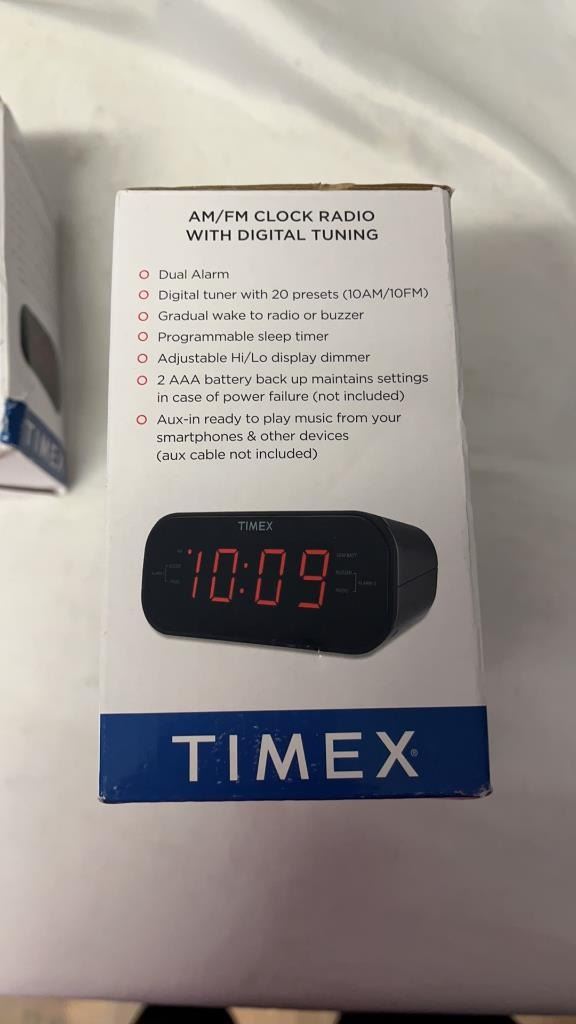 AM/FM CLOCK RADIO
WITH DIGITAL TUNING
Dual Alarm
Digital tuner with 20 presets (10AM/10FM)
Gradual wake to radio or buzzer
Programmable sleep timer
Adjustable Hi/Lo display dimmer
2 AAA battery back up maintains settings
in case of power failure (not included)
Aux-in ready to play music from your
smartphones & other devices
(aux cable not included)
TIMEX
10:09
TIMEX®
TIMEX